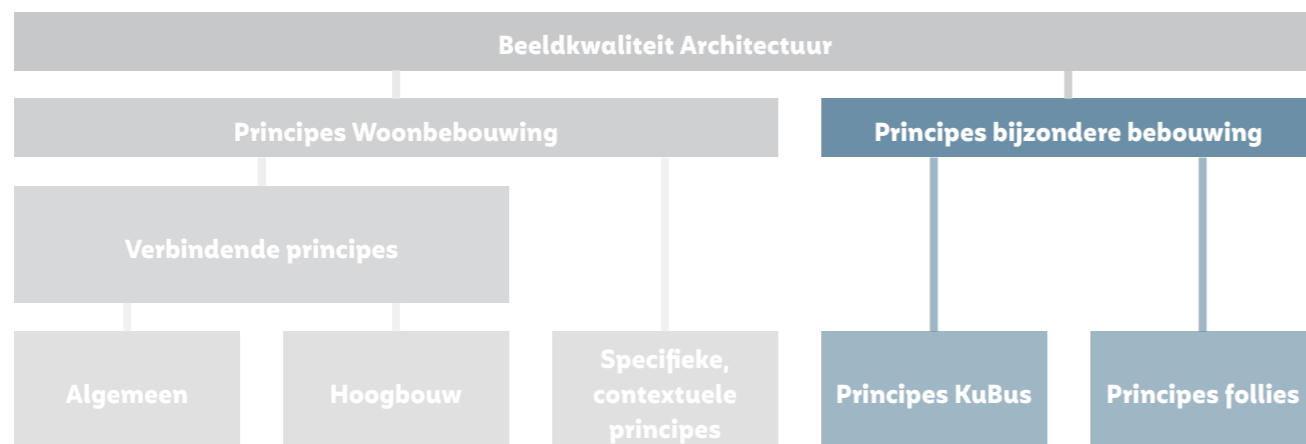 Beeldkwaliteit Architectuur
Principes Woonbebouwing
Principes bijzondere bebouwing
Verbindende principes
Algemeen
Hoogbouw
Specifieke,
contextuele
principes
Principes KuBus
Principes follies